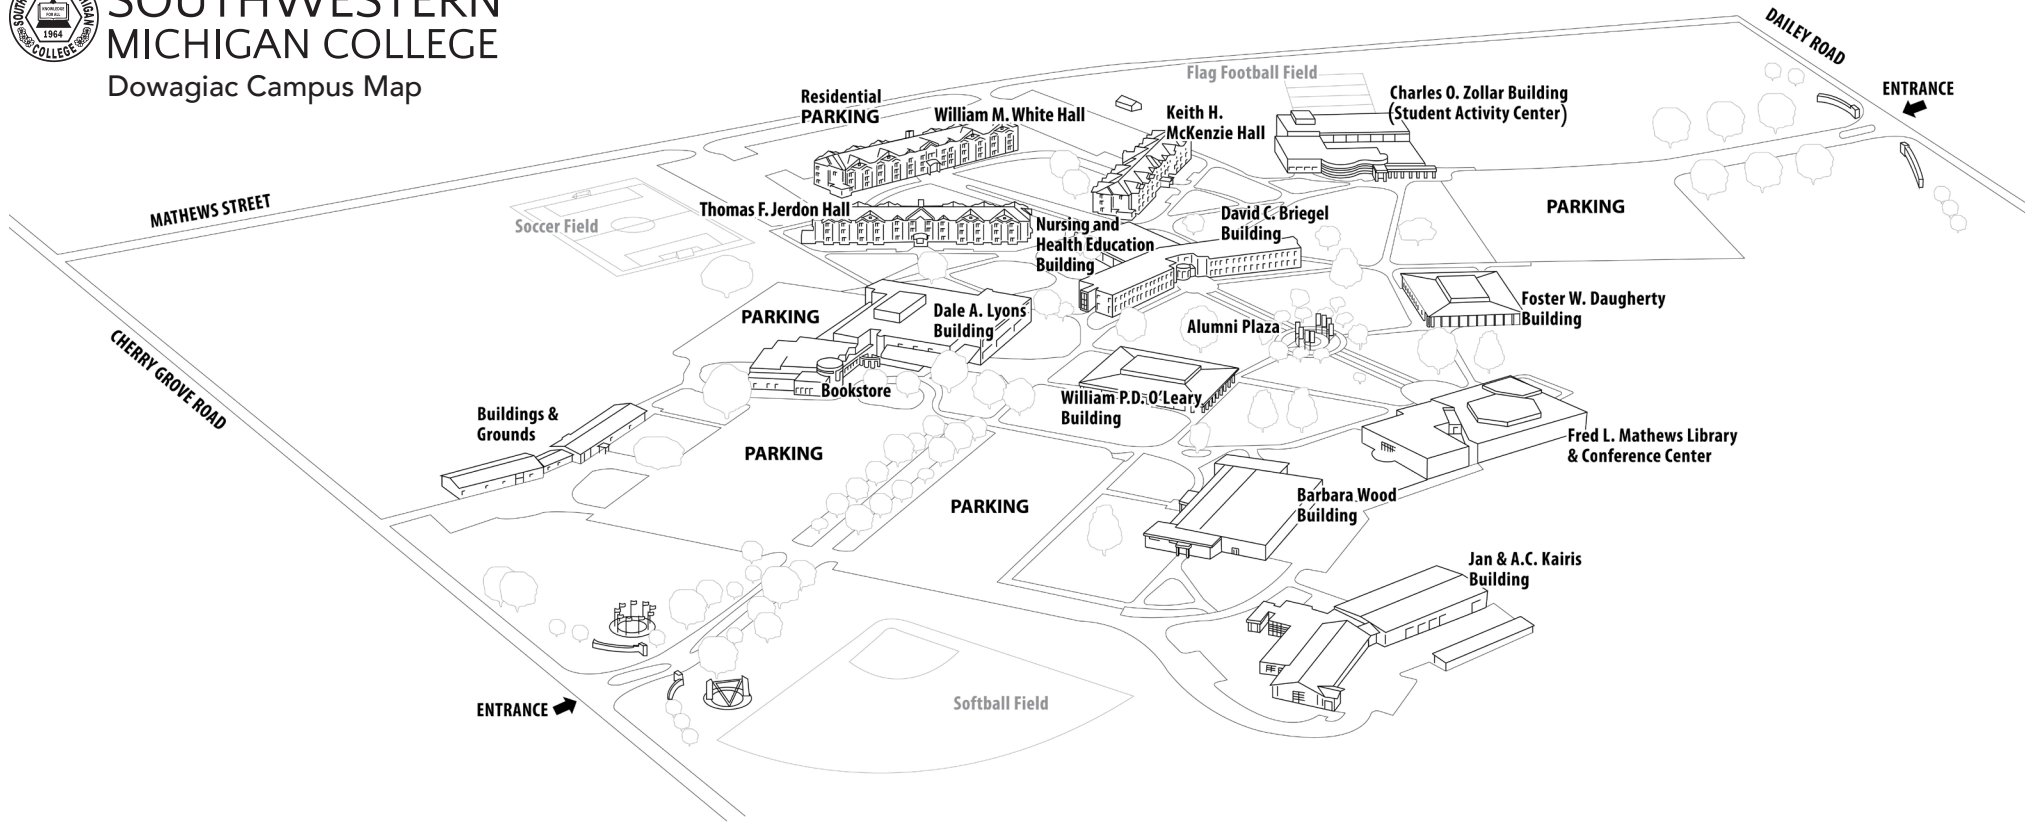 SOUTHWESTERN
MICHIGAN COLLEGE
Dowagiac Campus Map
KNOWLEDGE
FOR ALL
1964
COLLEGE
DAILEY ROAD
ENTRANCE
Flag Football Field
Charles O. Zollar Building
(Student Activity Center)
Residential
PARKING
William M. White Hall
Keith H.
McKenzie Hall
MATHEWS STREET
Soccer Field
Thomas F. Jerdon Hall
Nursing and
Health Education
Building
David C. Briegel
Building
PARKING
PARKING
Dale A. Lyons
Building
Alumni Plaza
Foster W. Daugherty
Building
CHERRY GROVE ROAD
Bookstore
William P.D. O'Leary
Building
Buildings &
Grounds
PARKING
Fred L. Mathews Library
& Conference Center
PARKING
Barbara Wood
Building
Jan & A.C. Kairis
Building
ENTRANCE
Softball Field